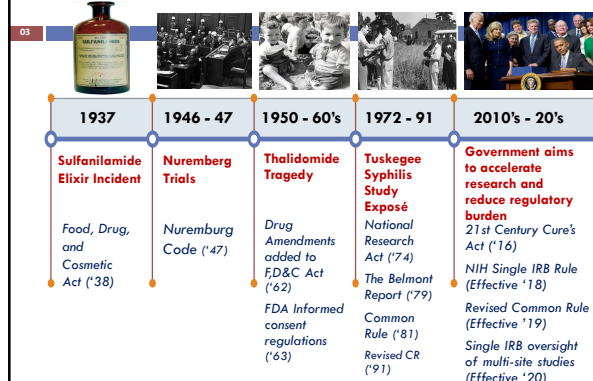 03
SULFANILAMIDE
1937
1946 - 47
1950 - 60's
1972 - 91
2010's - 20's
Sulfanilamide
Elixir Incident
Food, Drug,
and
Cosmetic
Act ('38)
Nuremberg
Trials
Nuremburg
Code ('47)
Thalidomide
Tragedy
Drug
Amendments
added to
F,D&C Act
('62)
FDA Informed
consent
regulations
('63)
Tuskegee
Syphilis
Study
Exposé
National
Research
Act ('74)
The Belmont
Report ('79)
Common
Rule ('81)
Revised CR
('91)
Government aims
to accelerate
research and
reduce regulatory
burden
21st Century Cure's
Act ('16)
NIH Single IRB Rule
(Effective '18)
Revised Common Rule
(Effective '19)
Single IRB oversight
of multi-site studies
(Effective '20)